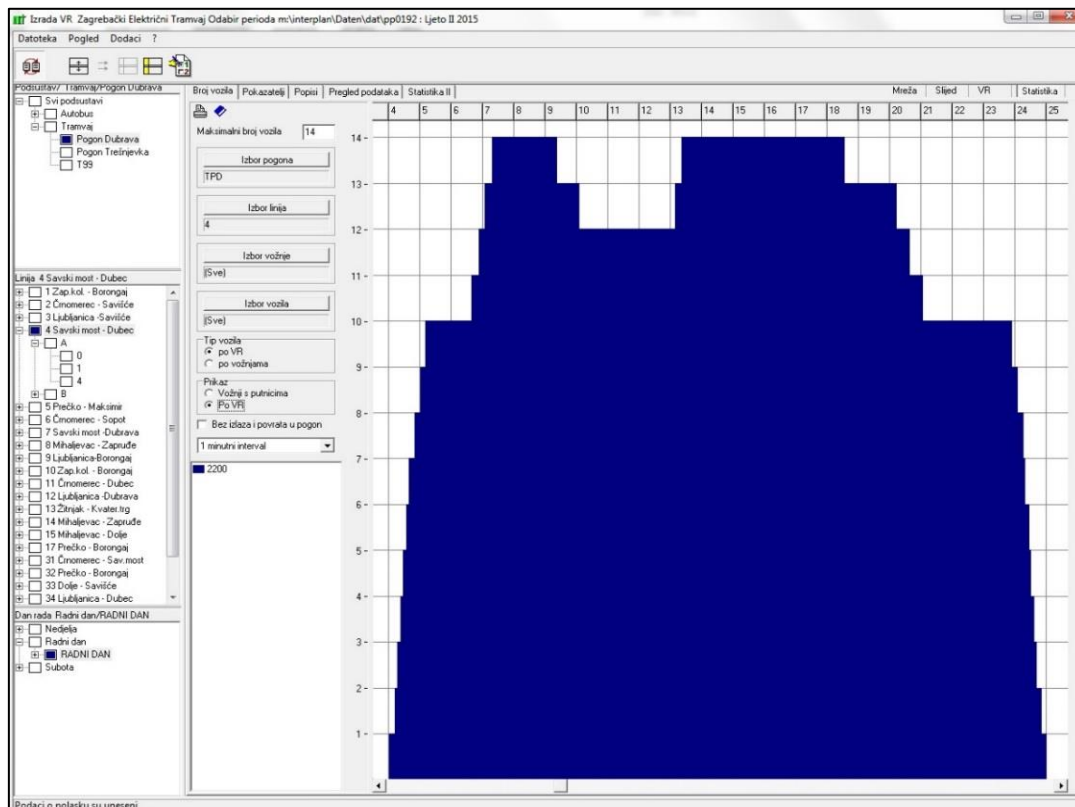 Izrada VR Zagrebački Električni Tramvaj Odabir perioda m:\interplan\Daten\dat\pp0192 : Ljeto II 2015
Datoteka Pogled Dodaci ?
Podsustav/ Tramvaj/Pogon Dubrava
Svi podsustavi
Autobus
Tramvaj
Pogon Dubrava
Pogon Trešnjevka
T99
Linija 4 Savski most - Dubec
1 Zap.kol. - Borongaj
2 Črnomerec - Savišće
3 Ljubljanica -Savišće
4 Savski most - Dubec
A
0
1
4
B
5 Prečko - Maksimir
6 Črnomerec - Sopot
7 Savski most -Dubrava
8 Mihaljevac - Zapruđe
9 Ljubljanica-Borongaj
10 Zap.kol. - Borongaj
11 Črnomerec - Dubec
12 Ljubljanica -Dubrava
13 Žitnjak - Kvater.trg
14 Mihaljevac - Zapruđe
15 Mihaljevac - Dolje
17 Prečko - Borongaj
31 Črnomerec - Sav.most
32 Prečko - Borongaj
33 Dolje - Savišće
34 Ljubljanica - Dubec
Dan rada Radni dan/RADNI DAN
Nedjelja
Radni dan
RADNI DAN
Subota
Broj vozila Pokazatelj Popisi Pregled podataka Statistika II
Mreža Slijed VR Statistika
Maksimalni broj vozila 14
Izbor pogona
TPD
Izbor linija
4
Izbor vožnje
(Sve)
Izbor vozila
(Sve)
Tip vozila
po VR
po vožnjama
Prikaz
Vožnji s putnicima
Po VR
Bez izlaza i povrata u pogon
1 minutni interval
2200
4 5 6 7 8 9 10 11 12 13 14 15 16 17 18 19 20 21 22 23 24 25
14
13
12
11
10
9
8
7
6
5
4
3
2
1
Podaci o polasku su uneseni